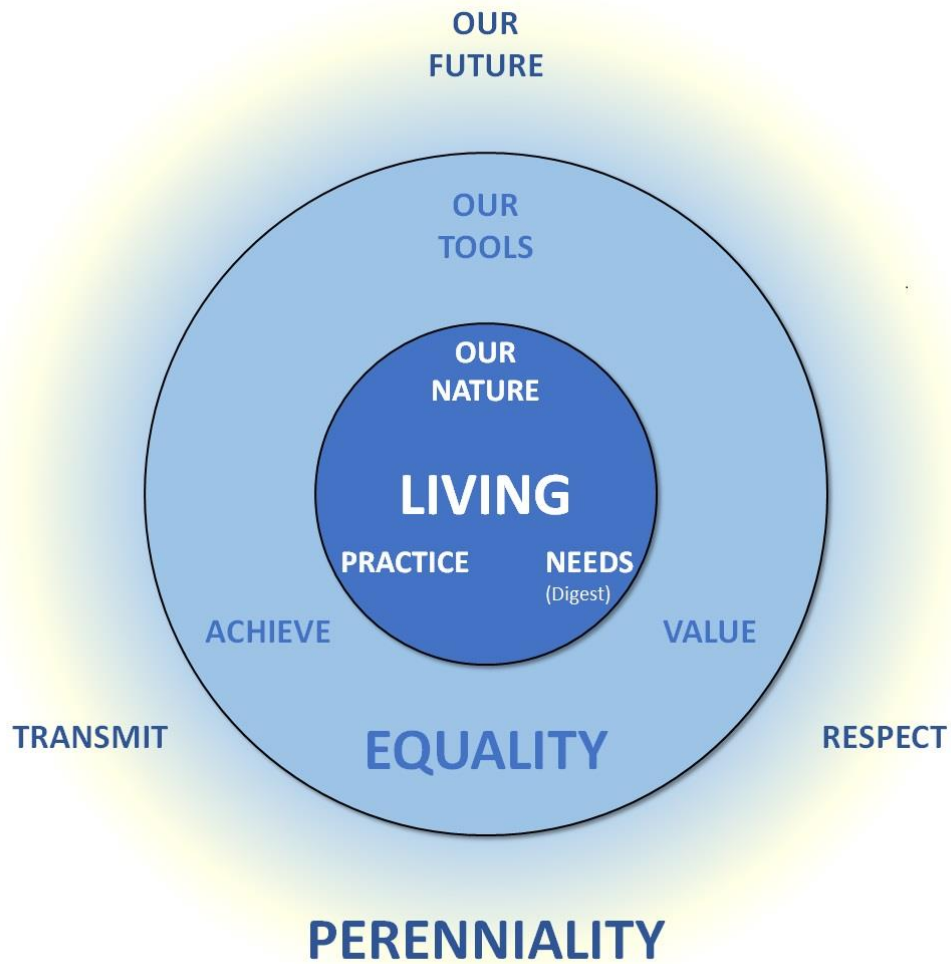 OUR
FUTURE
OUR
TOOLS
OUR
NATURE
LIVING
PRACTICE NEEDS
(Digest)
ACHIEVE VALUE
TRANSMIT RESPECT
EQUALITY
PERENNIALITY